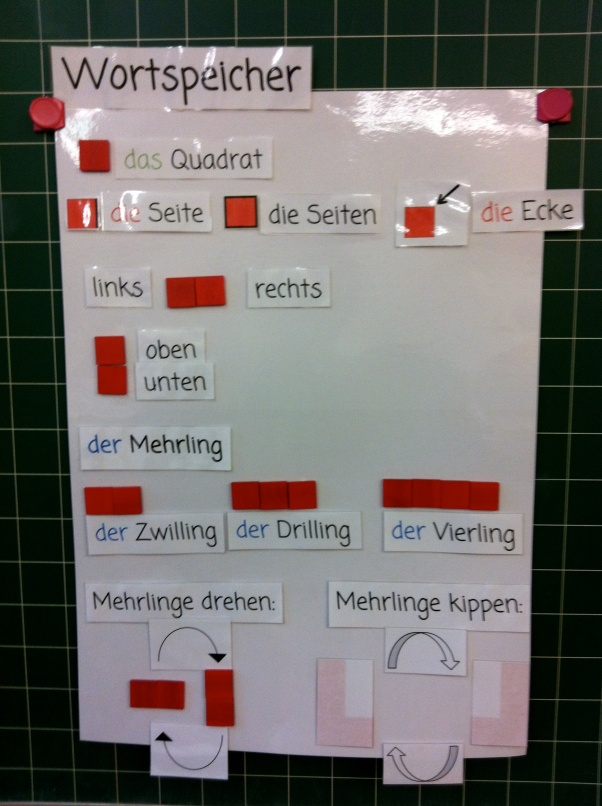 Wortspeicher
das Quadrat
die Seite die Seiten die Ecke
links rechts
oben
unten
der Mehrling
der Zwilling der Drilling der Vierling
Mehrlinge drehen: Mehrlinge kippen: